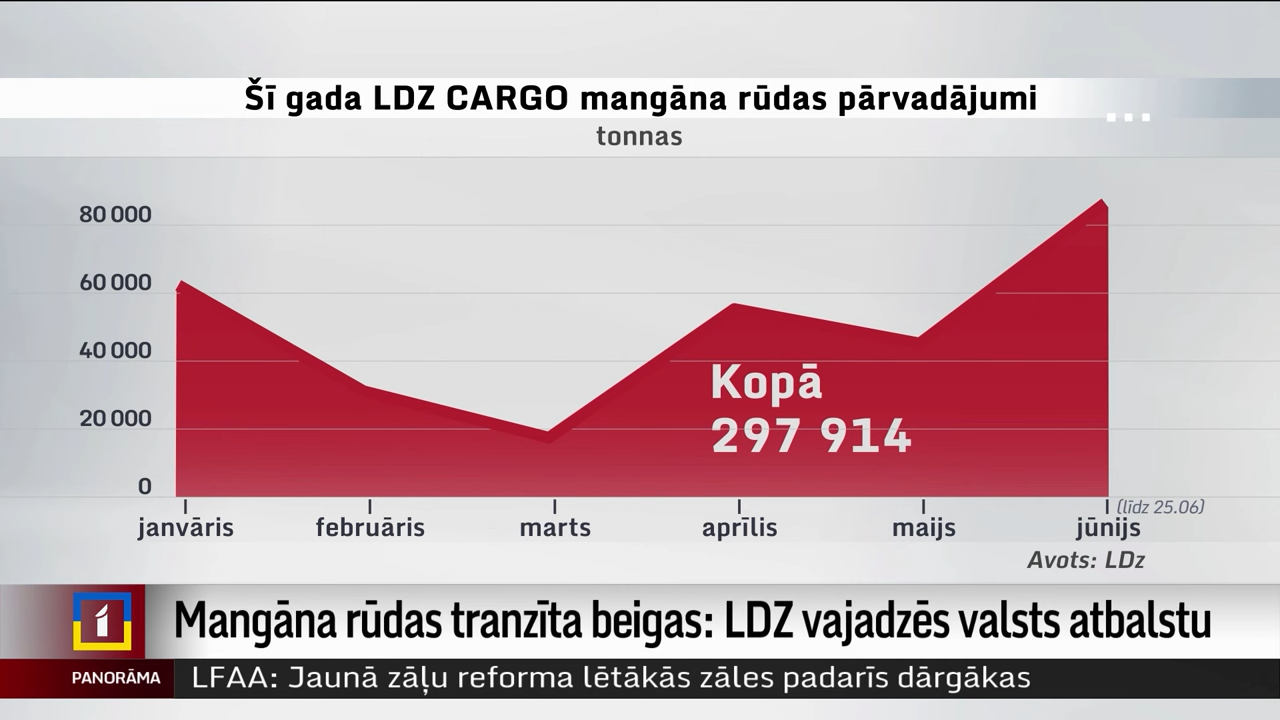 Šī gada LDZ CARGO mangāna rūdas pārvadājumi
tonnas
80 000
60 000
40 000
20 000
0
Kopā
297 914
janvāris februāris marts aprīlis maijs jūnijs (līdz 25.06)
Avots: LDz
1 Mangāna rūdas tranzīta beigas: LDZ vajadzēs valsts atbalstu
PANORĀMA LFAA: Jaunā zāļu reforma lētākās zāles padarīs dārgākas